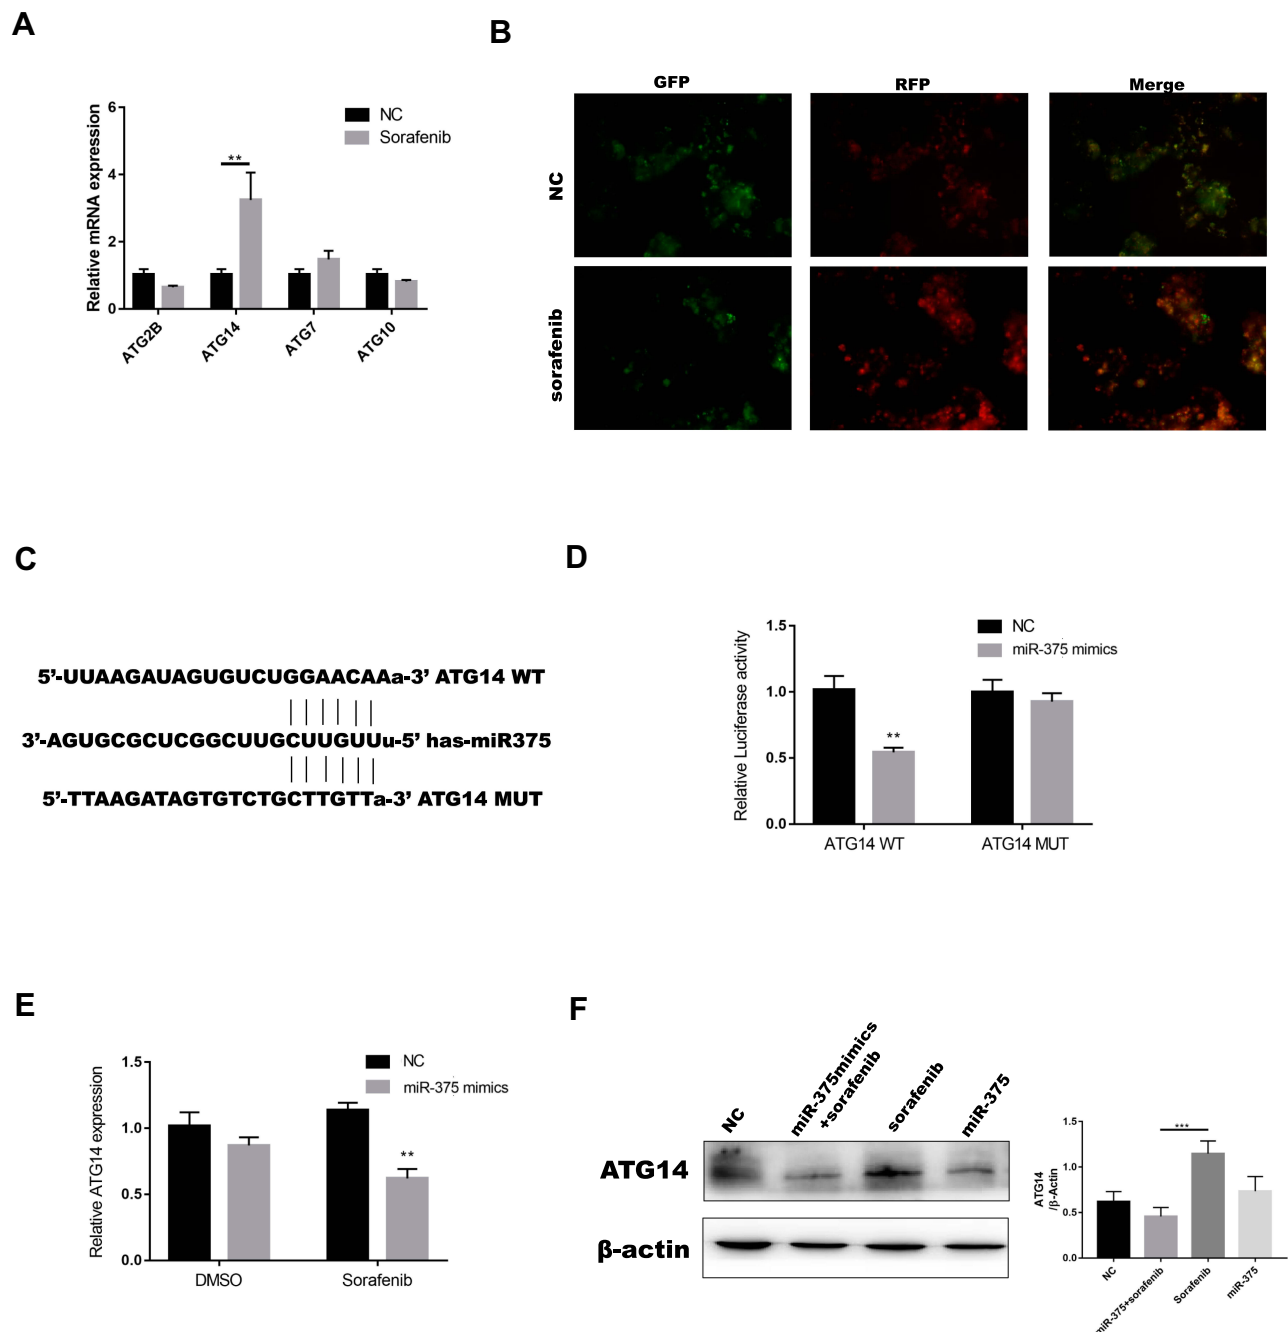 A
NC
Sorafenib
Relative mRNA expression
6
4
2
0
**
ATG2B
ATG14
ATG7
ATG10
B
GFP
RFP
Merge
NC
sorafenib
C
5’-UUAAGAUAGUGUCUGGAACAAa-3’ ATG14 WT
3’-AGUGCGCUCGGCUUGCUUGUUu-5’ has-miR375
5’-TTAAGATAGTGTCTGCTTGTTa-3’ ATG14 MUT
D
NC
miR-375 mimics
Relative Luciferase activity
1.5
1.0
0.5
0.0
**
ATG14 WT
ATG14 MUT
E
NC
miR-375 mimics
Relative ATG14 expression
1.5
1.0
0.5
0.0
**
DMSO
Sorafenib
F
NC
miR-375mimics
+sorafenib
sorafenib
miR-375
ATG14
β-actin
ATG14
/β-Actin
1.5
1.0
0.5
0.0
***
NC
miR-375+sorafenib
Sorafenib
miR-375